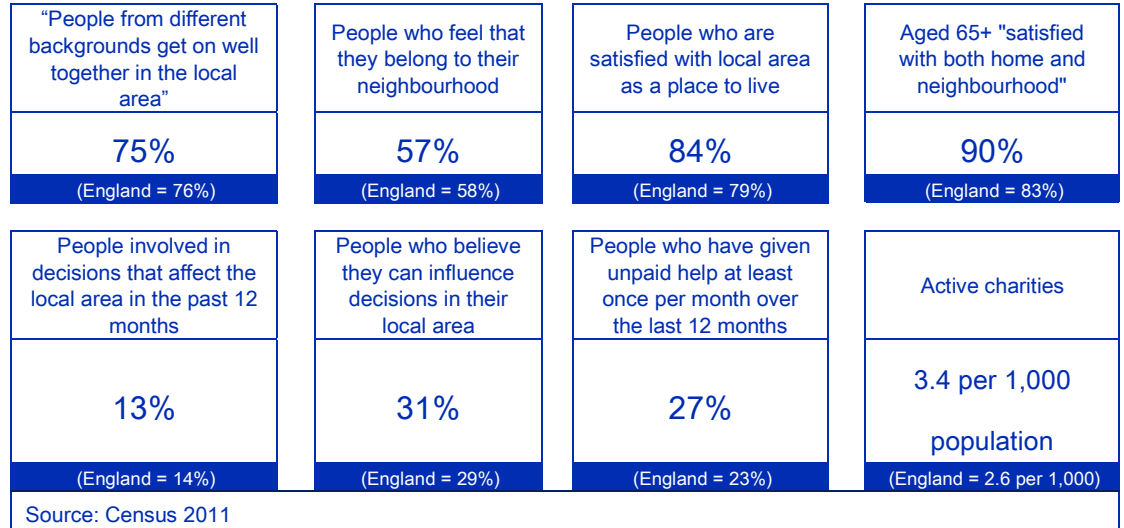 “People from different
backgrounds get on well
together in the local
area”
75%
(England = 76%)
People who feel that
they belong to their
neighbourhood
57%
(England = 58%)
People who are
satisfied with local area
as a place to live
84%
(England = 79%)
Aged 65+ "satisfied
with both home and
neighbourhood"
90%
(England = 83%)
People involved in
decisions that affect the
local area in the past 12
months
13%
(England = 14%)
People who believe
they can influence
decisions in their
local area
31%
(England = 29%)
People who have given
unpaid help at least
once per month over
the last 12 months
27%
(England = 23%)
Active charities
3.4 per 1,000
population
(England = 2.6 per 1,000)
Source: Census 2011